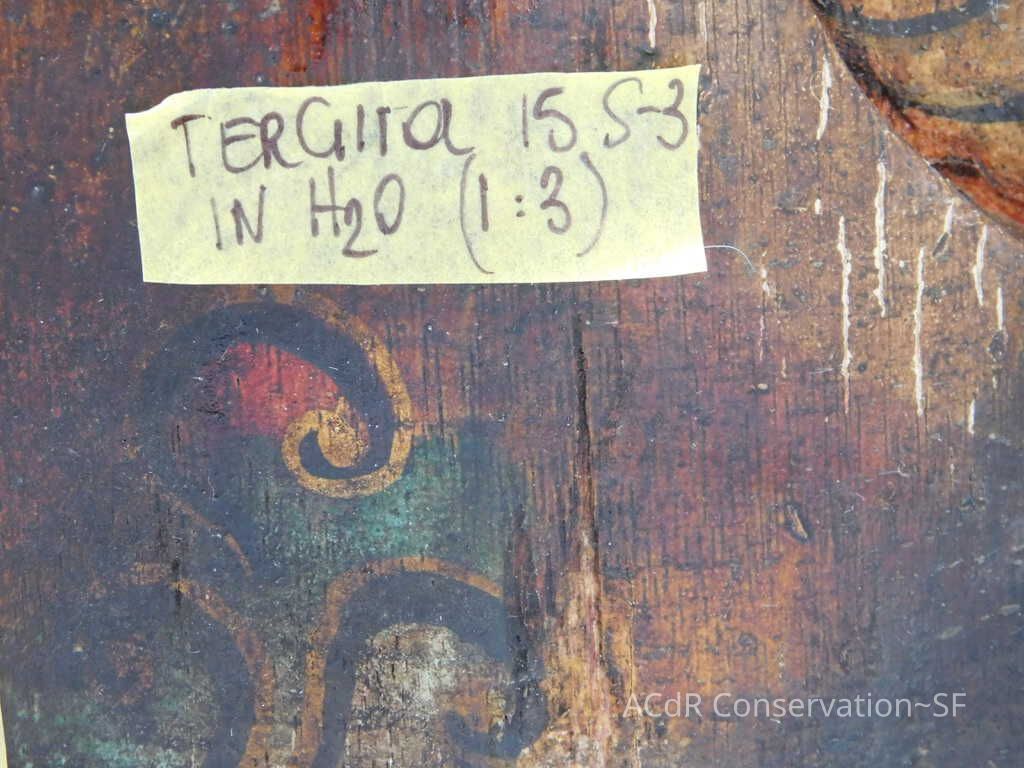 TERGITOL 15 S-3
IN H2O (1:3)
ACdR Conservation~SF